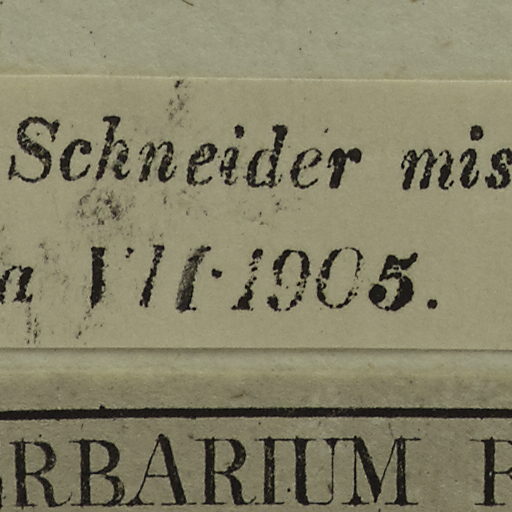 Schneider mis
a VII·1905.
RBARIUM